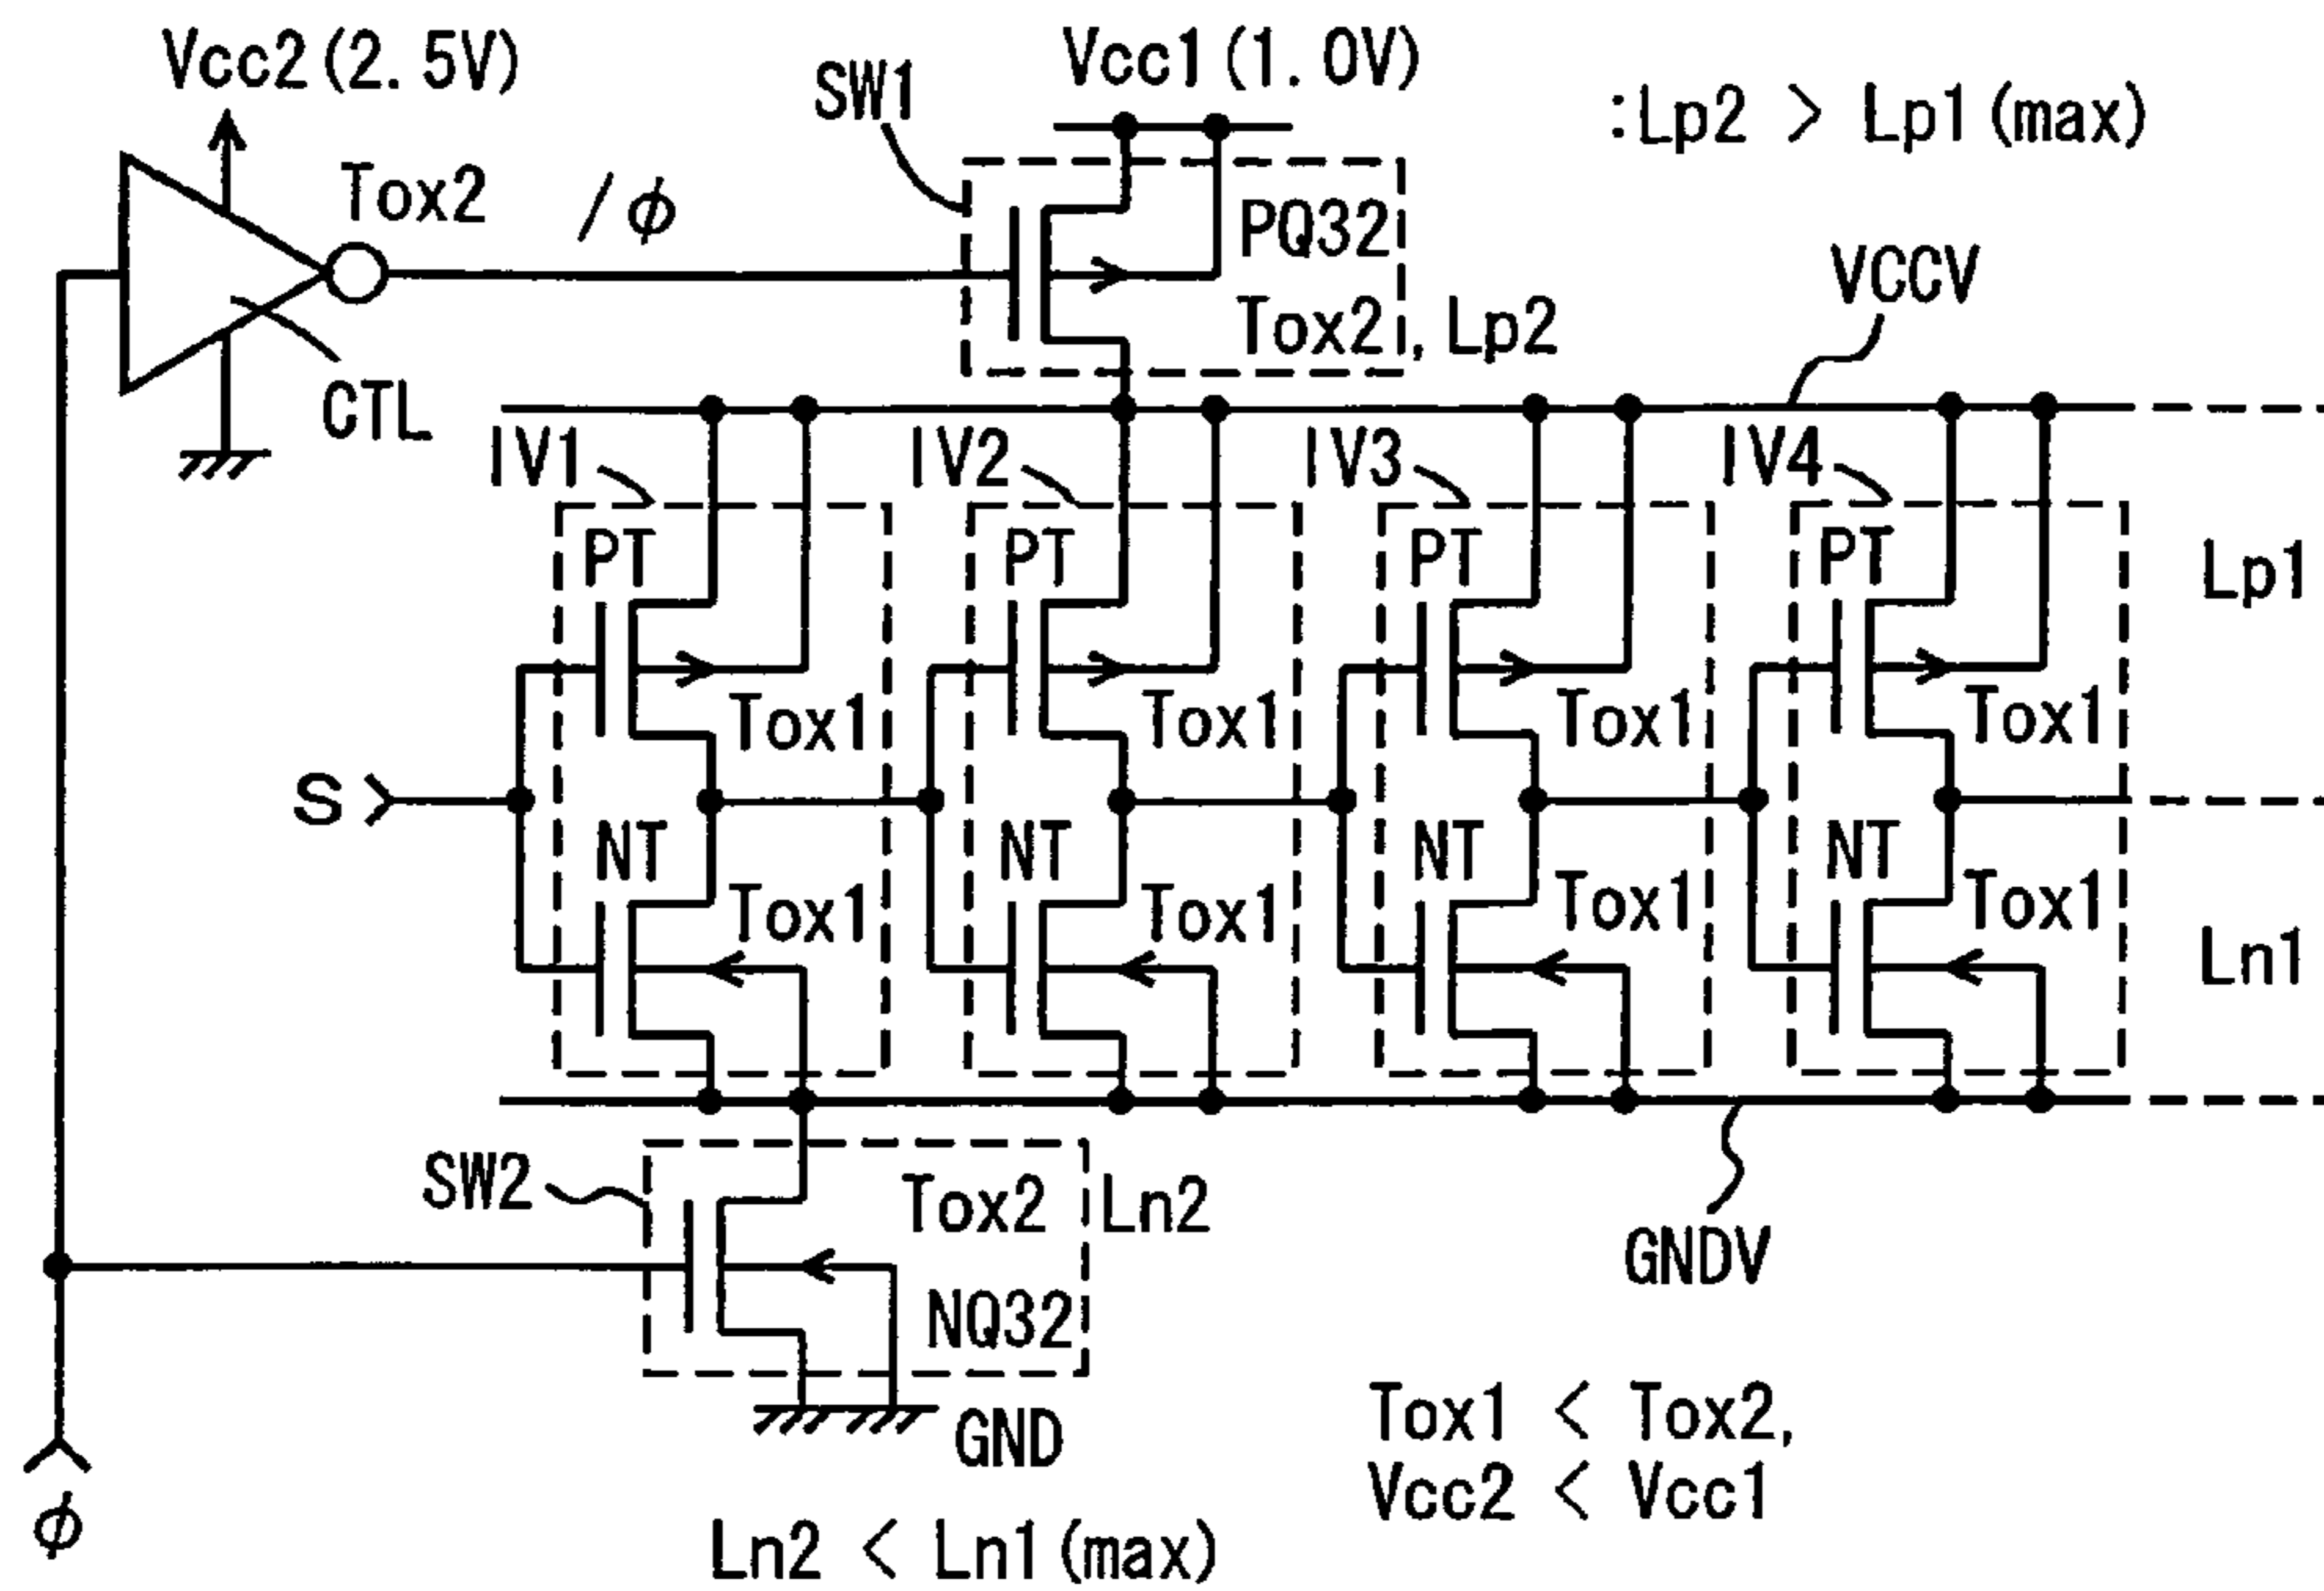 Vcc2(2. 5V)
SW1
Vcc1(1. 0V)
:Lp2 > Lp1(max)
Tox2
/φ
PQ32
VCCV
Tox2, Lp2
CTL
IV1
IV2
IV3
IV4
PT
PT
PT
PT
Lp1
Tox1
Tox1
Tox1
Tox1
S
NT
NT
NT
NT
Tox1
Tox1
Tox1
Tox1
Ln1
SW2
Tox2
Ln2
GNDV
NQ32
GND
Tox1 < Tox2,
Vcc2 < Vcc1
φ
Ln2 < Ln1(max)